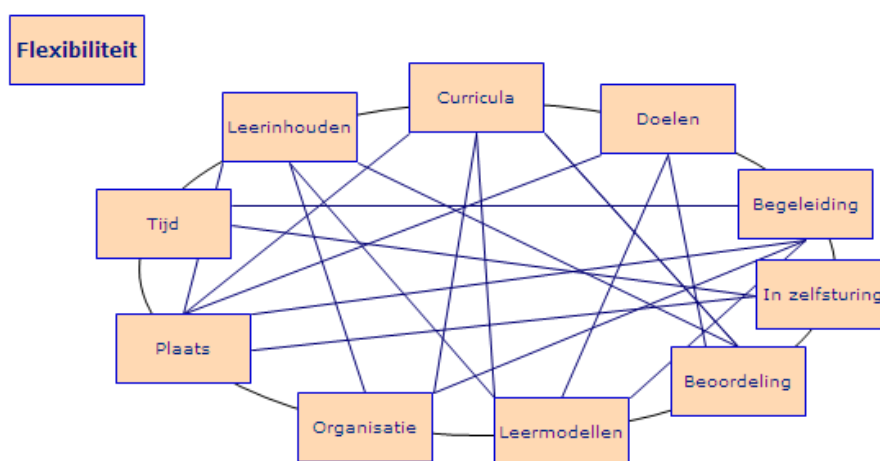 Flexibiliteit
Curricula
Doelen
Leerinhouden
Begeleiding
Tijd
In zelfsturing
Plaats
Beoordeling
Organisatie
Leermodellen